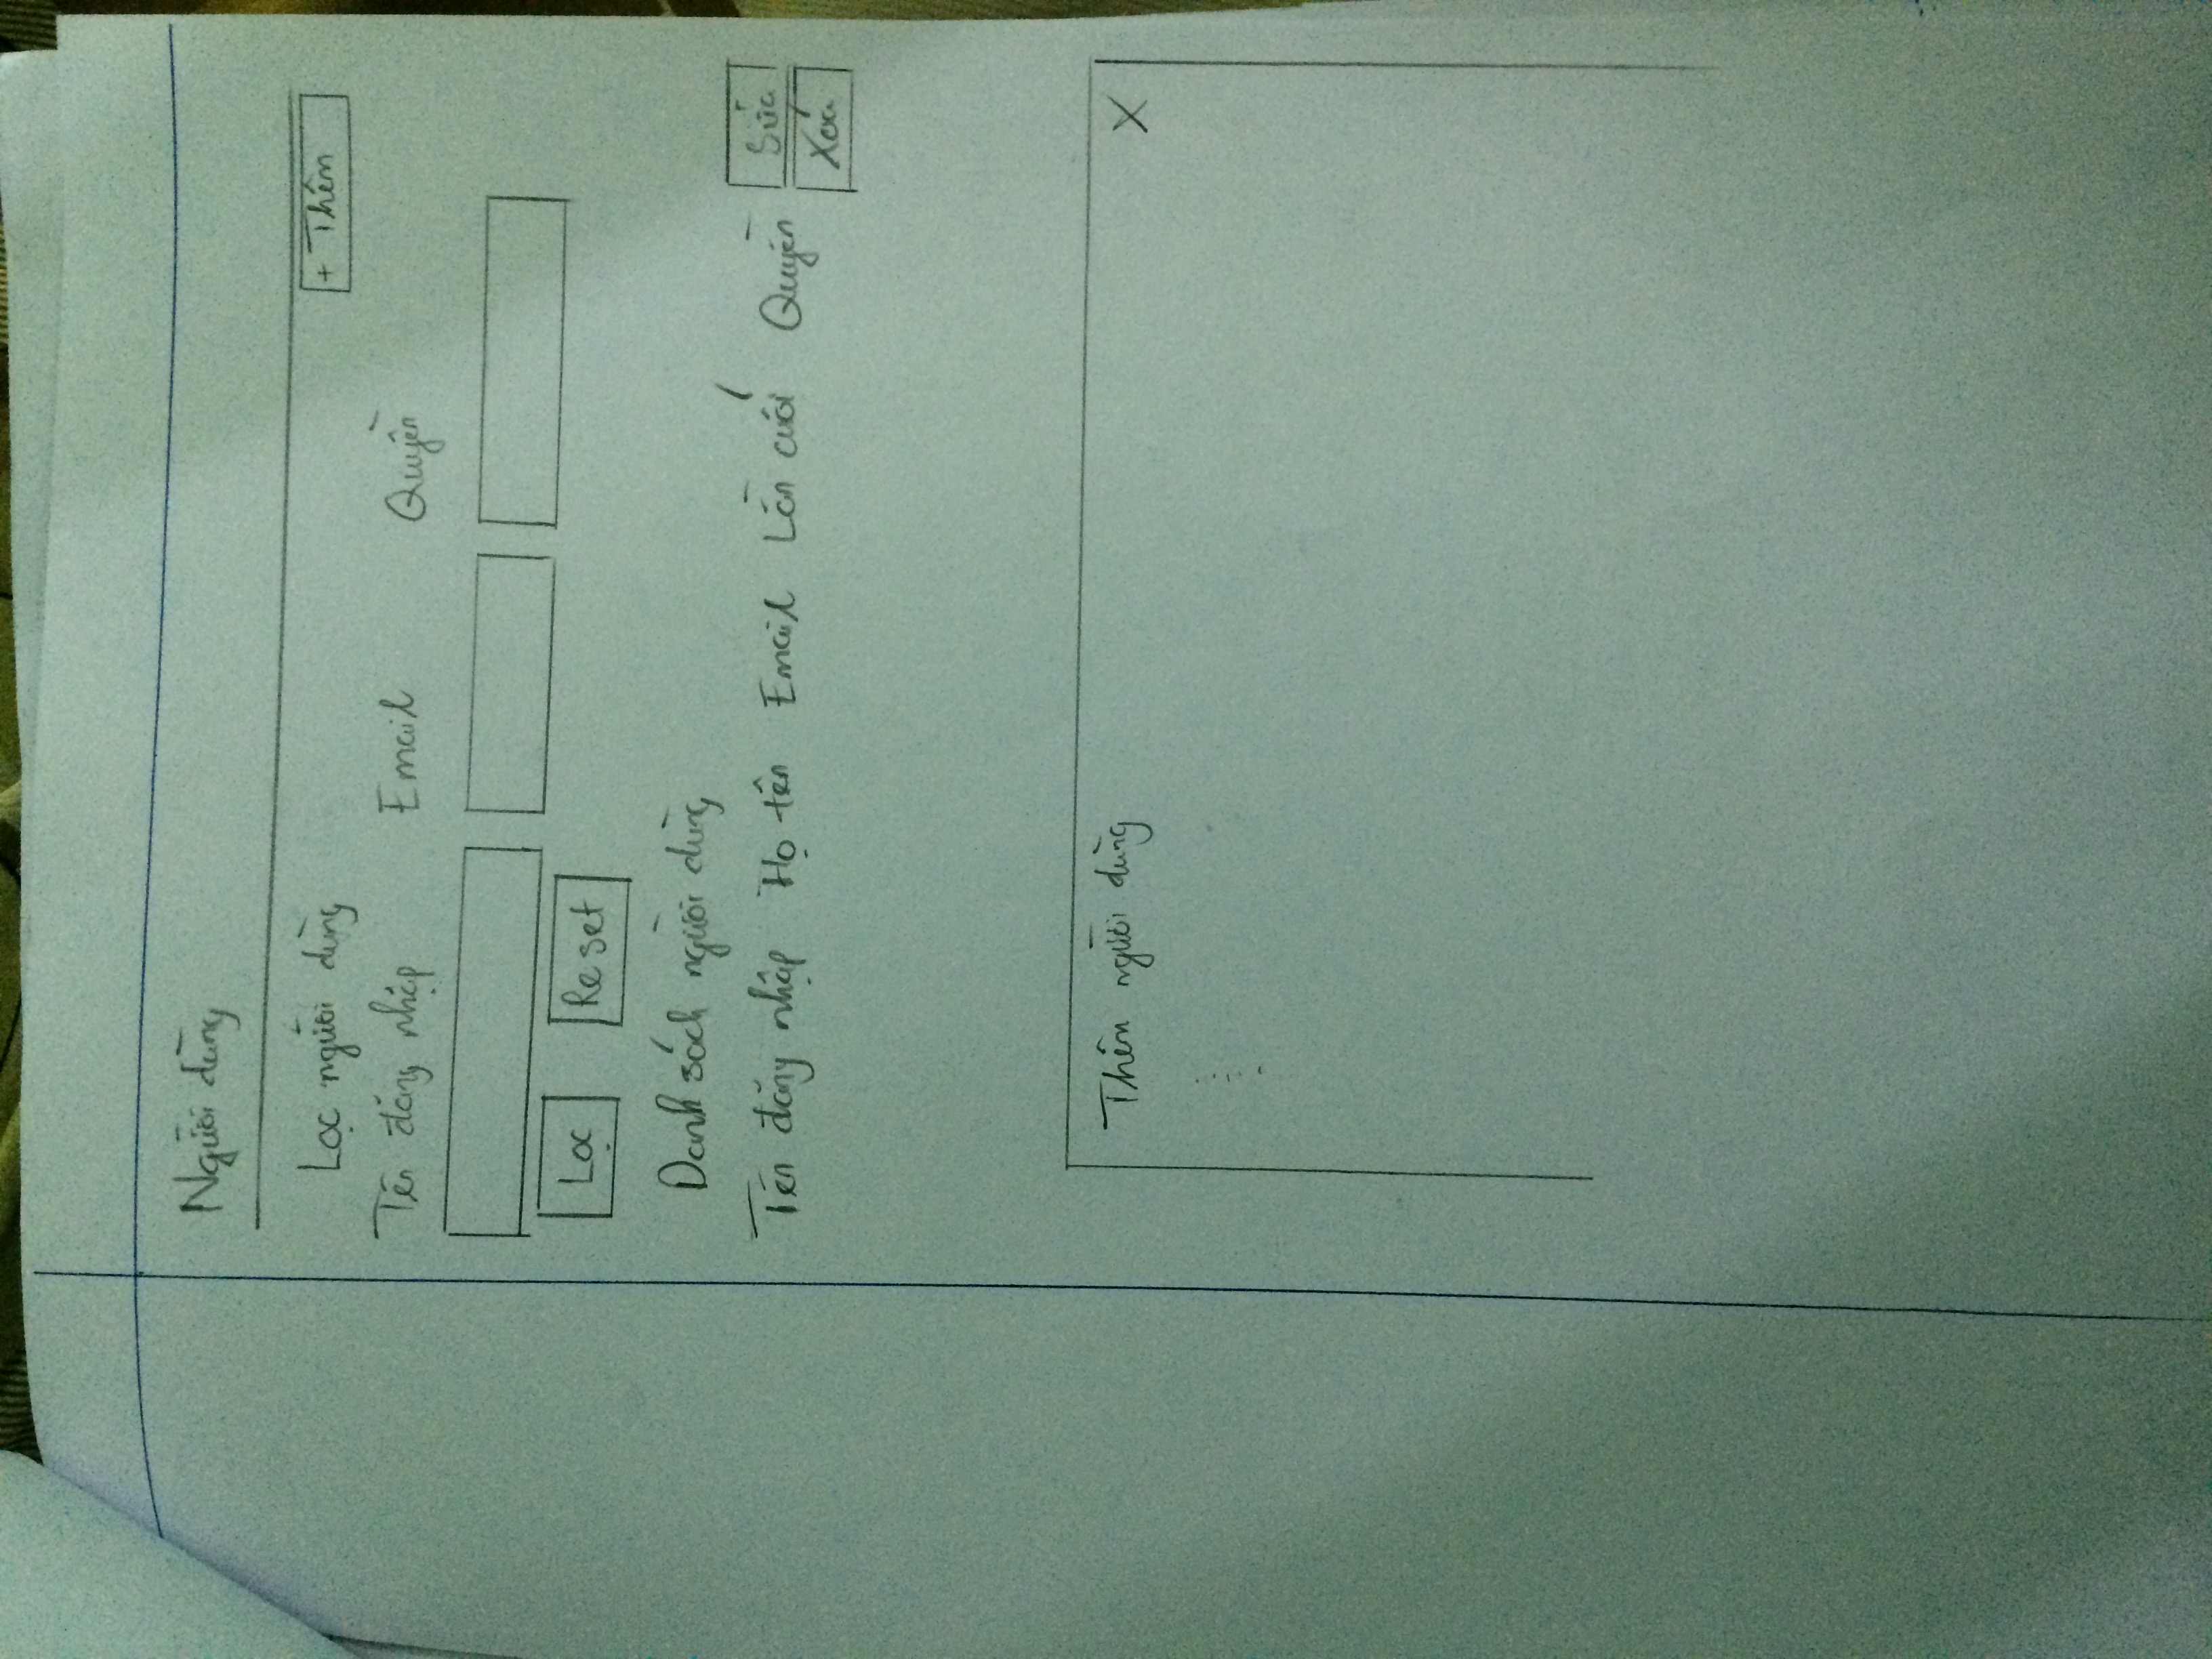 Người dùng
Lọc người dùng
+ Thêm
Tên đăng nhập Email Quyền
Lọc Reset
Danh sách người dùng
Tên đăng nhập Họ tên Email Lần cuối Quyền Sửa
Xoá
Thêm người dùng X